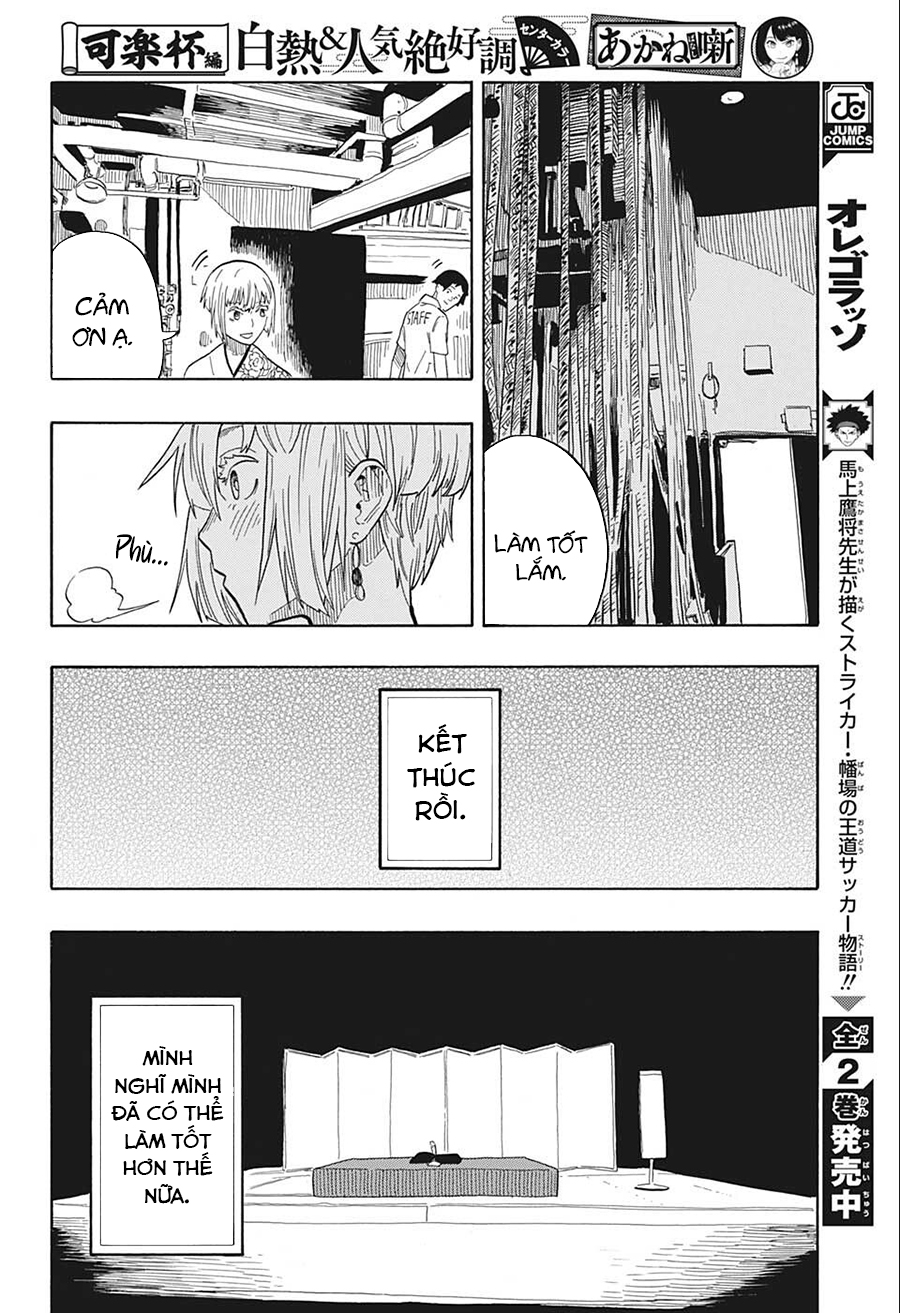 可楽杯編
白熱&人気絶好調!
センターカラー
あかね噺
JUMP
COMICS
オレゴラッソ
馬上鷹将先生が描くストライカー・幡場の王道サッカー物語!!
全2巻発売中
LÀM TỐT
LẮM.
CẢM
ƠN Ạ.
STAFF
Phù...
KẾT
THÚC
RỒI.
MÌNH
NGHĨ MÌNH
ĐÃ CÓ THỂ
LÀM TỐT
HƠN THẾ
NỮA.